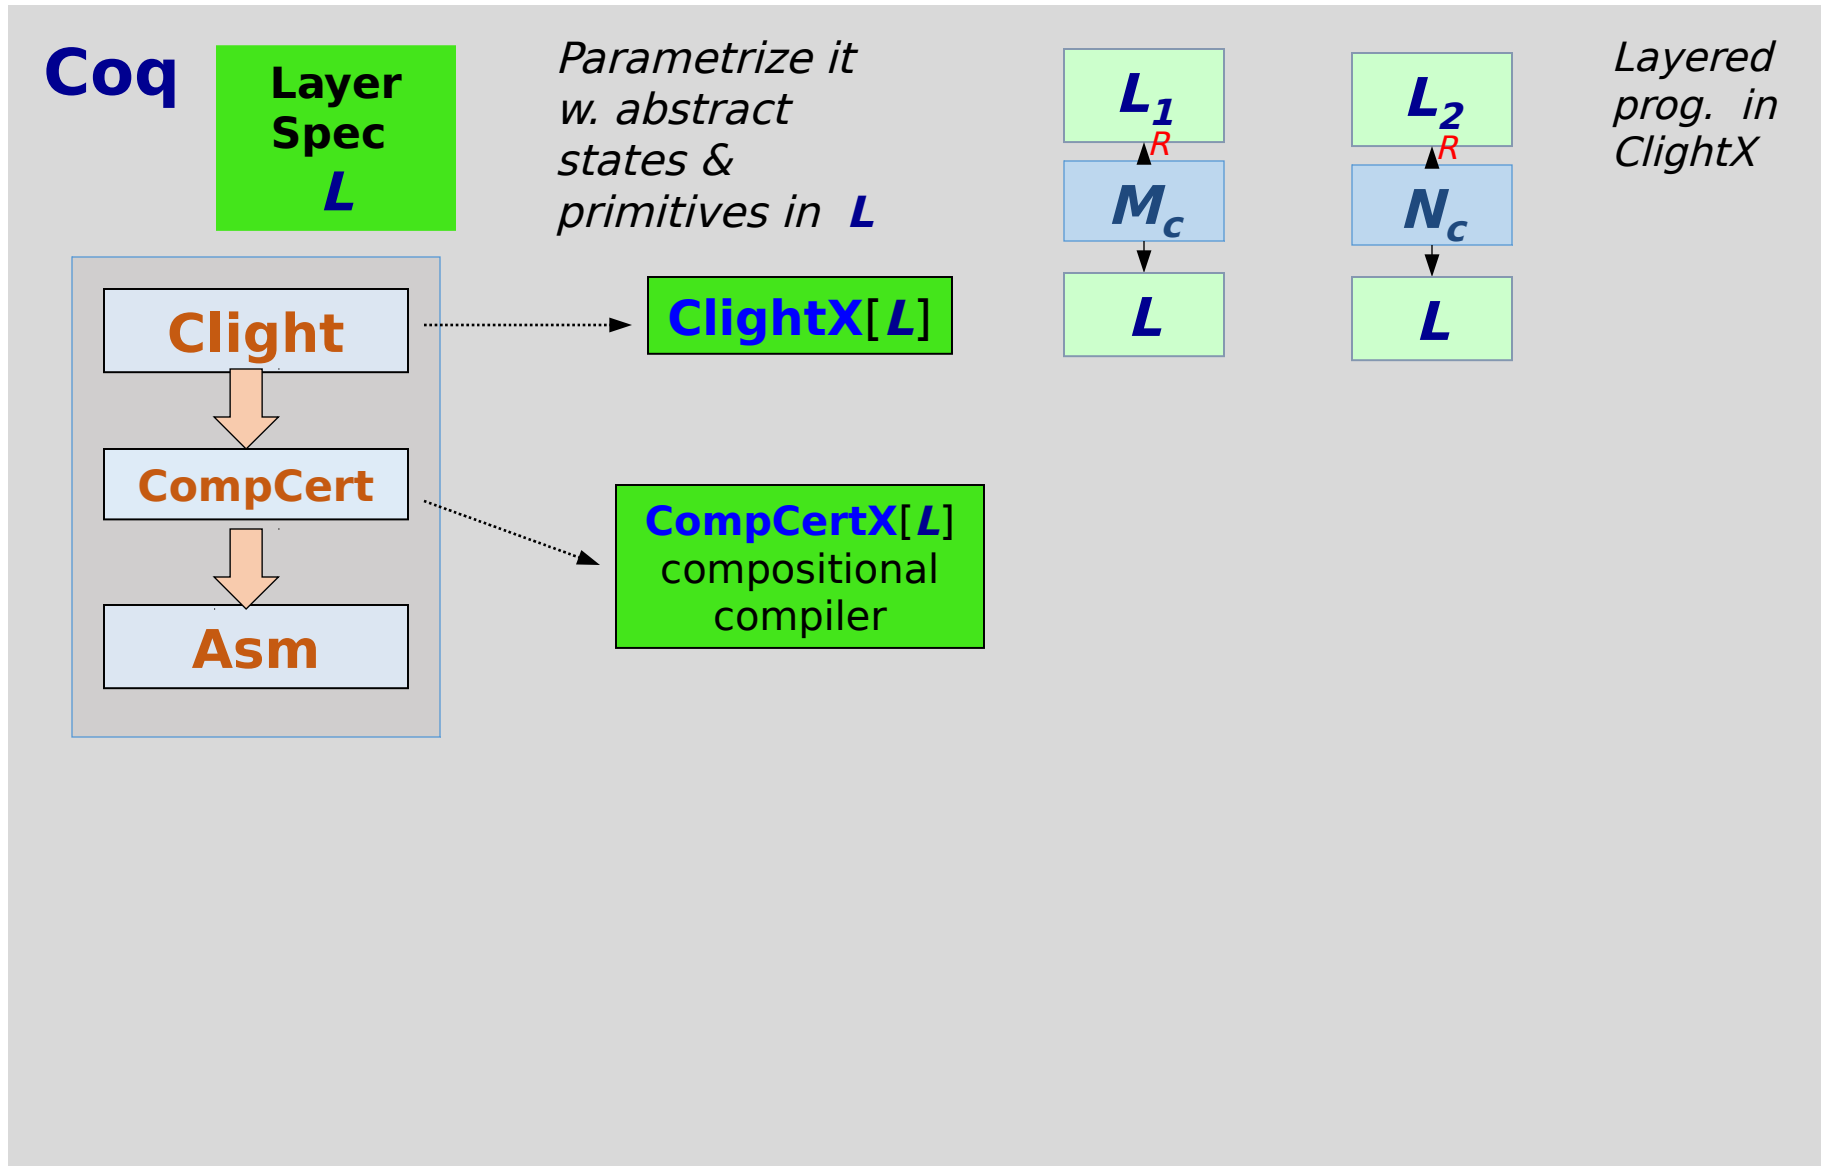 Coq
Layer
Spec
L
Parametrize it
w. abstract
states &
primitives in L
Clight
CompCert
Asm
ClightX[L]
CompCertX[L]
compositional
compiler
L1
R
Mc
L
L2
R
Nc
L
Layered
prog. in
ClightX